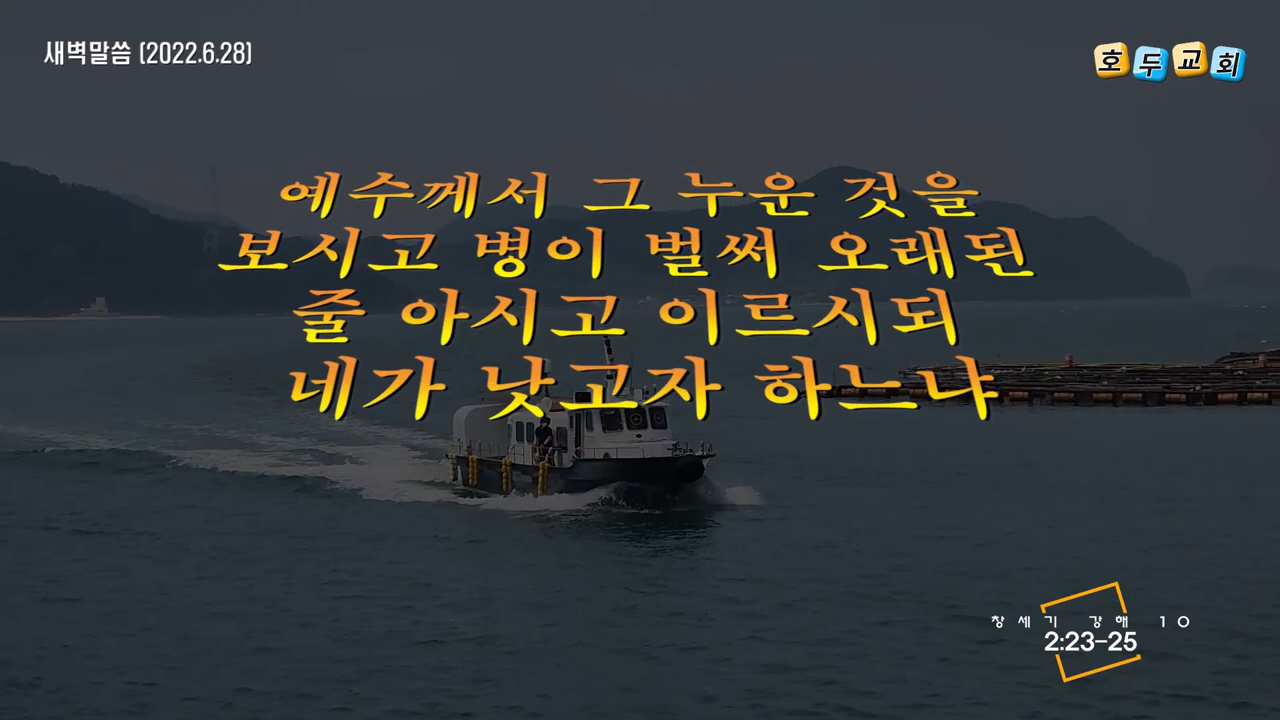 새벽말씀 (2022.6.28)
호두교회
예수께서 그 누운 것을
보시고 병이 벌써 오래된
줄 아시고 이르시되
네가 낫고자 하느냐
창세기 강해 10
2:23-25